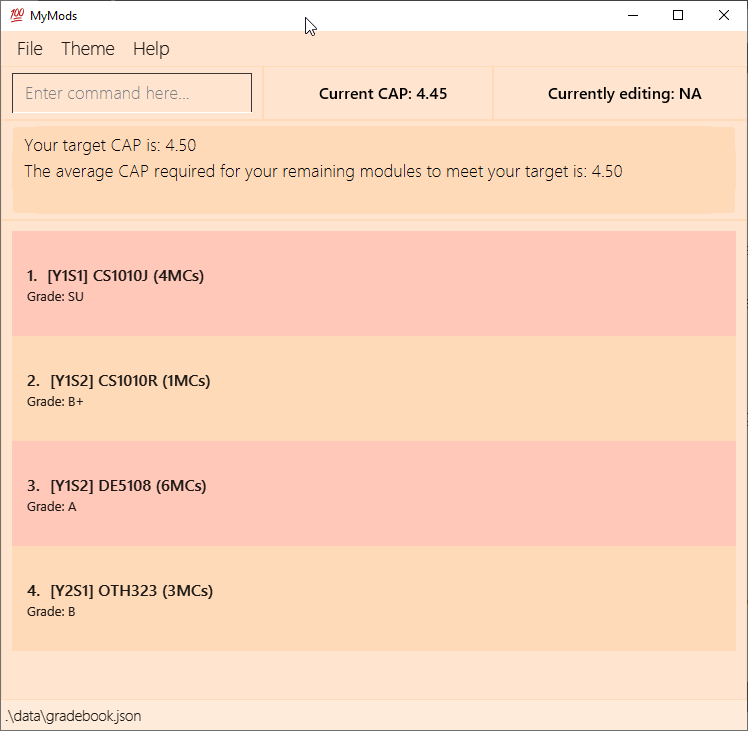 💯 MyMods
File Theme Help
Enter command here...
Current CAP: 4.45
Currently editing: NA
Your target CAP is: 4.50
The average CAP required for your remaining modules to meet your target is: 4.50
1. [Y1S1] CS1010J (4MCs)
Grade: SU
2. [Y1S2] CS1010R (1MCs)
Grade: B+
3. [Y1S2] DE5108 (6MCs)
Grade: A
4. [Y2S1] OTH323 (3MCs)
Grade: B
.\data\gradebook.json